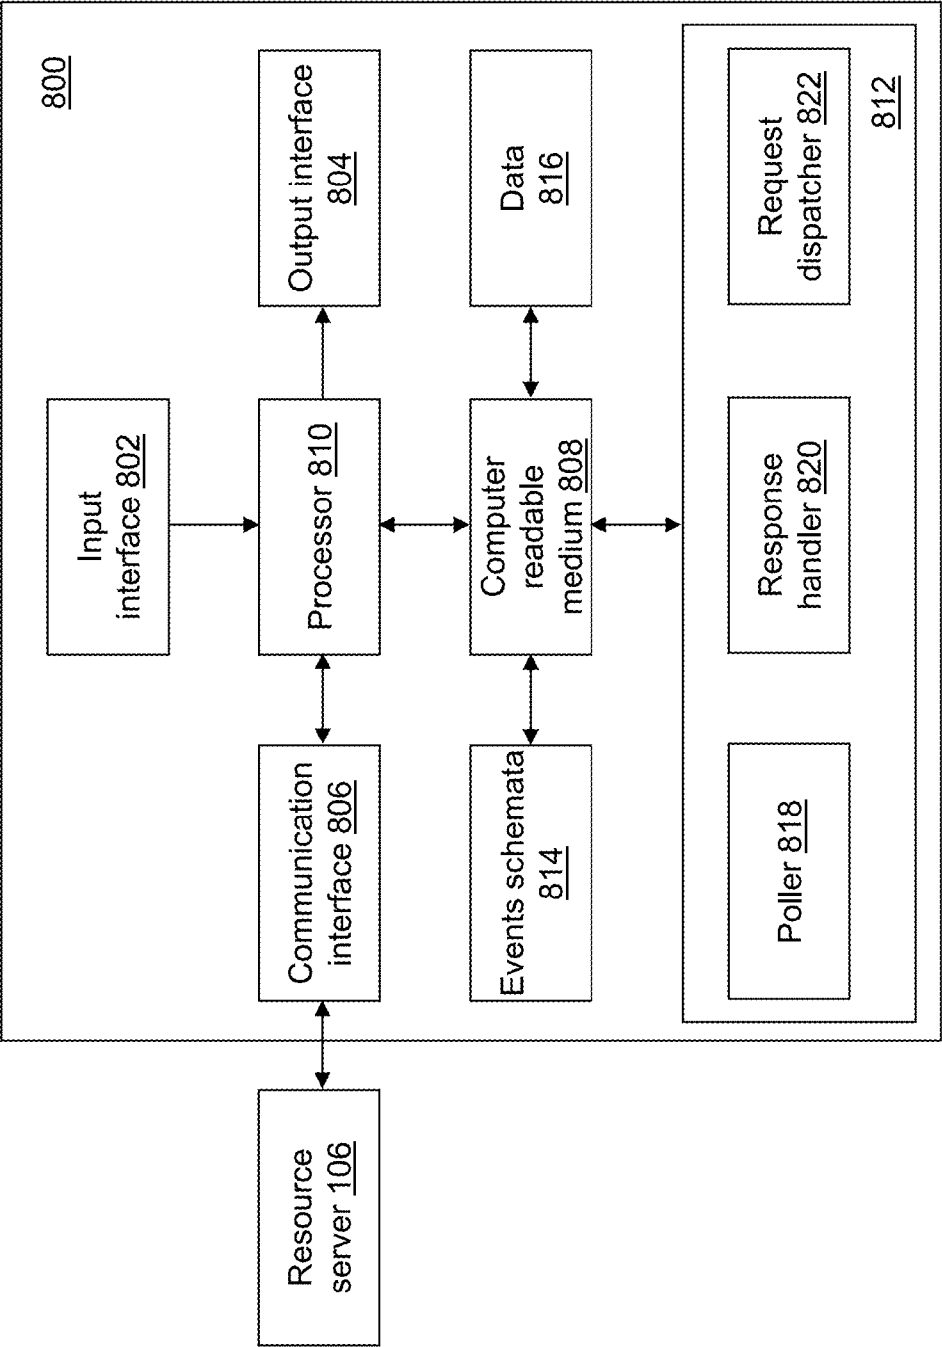 800
Input
interface 802
Output interface
804
Processor 810
Communication
interface 806
Resource
server 106
Data
816
Computer
readable
medium 808
Events schemata
814
812
Request
dispatcher 822
Response
handler 820
Poller 818